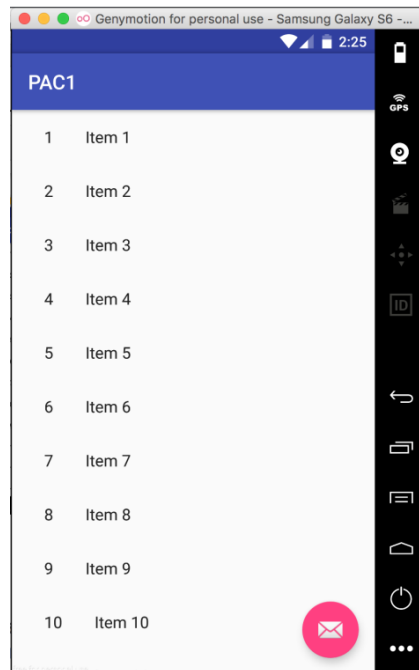 Genymotion for personal use - Samsung Galaxy S6 -...
2:25
PAC1
GPS
1 Item 1
2 Item 2
3 Item 3
4 Item 4
ID
5 Item 5
6 Item 6
7 Item 7
8 Item 8
9 Item 9
10 Item 10